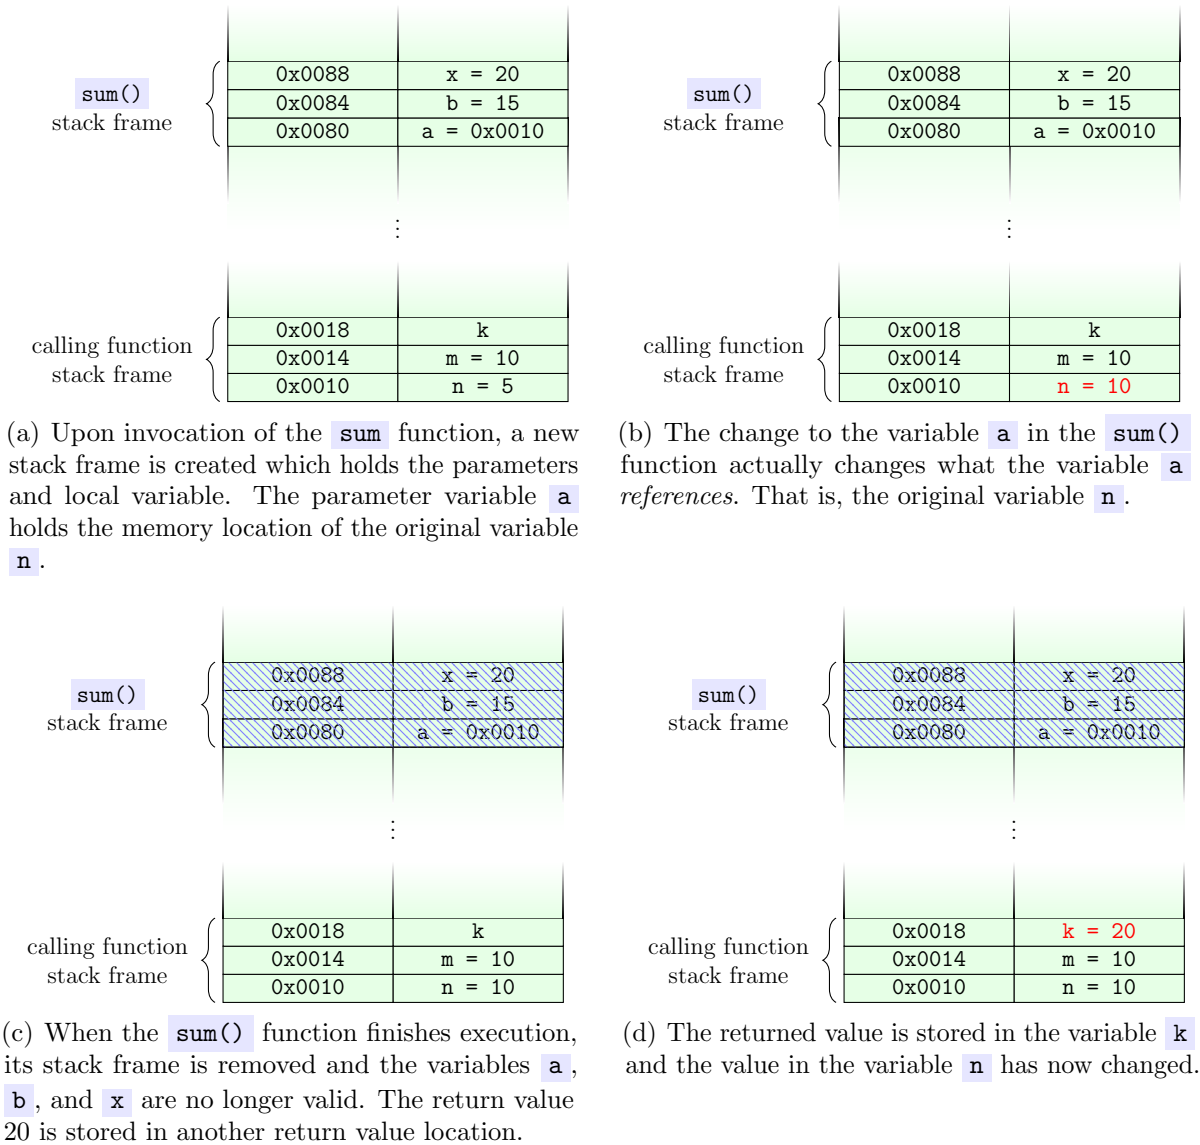 sum()
stack frame
0x0088 x = 20
0x0084 b = 15
0x0080 a = 0x0010
⋮
calling function
stack frame
0x0018 k
0x0014 m = 10
0x0010 n = 5
(a) Upon invocation of the sum function, a new
stack frame is created which holds the parameters
and local variable. The parameter variable a
holds the memory location of the original variable
n .
sum()
stack frame
0x0088 x = 20
0x0084 b = 15
0x0080 a = 0x0010
⋮
calling function
stack frame
0x0018 k
0x0014 m = 10
0x0010 n = 10
(b) The change to the variable a in the sum()
function actually changes what the variable a
references. That is, the original variable n .
sum()
stack frame
0x0088 x = 20
0x0084 b = 15
0x0080 a = 0x0010
⋮
calling function
stack frame
0x0018 k
0x0014 m = 10
0x0010 n = 10
(c) When the sum() function finishes execution,
its stack frame is removed and the variables a ,
b , and x are no longer valid. The return value
20 is stored in another return value location.
sum()
stack frame
0x0088 x = 20
0x0084 b = 15
0x0080 a = 0x0010
⋮
calling function
stack frame
0x0018 k = 20
0x0014 m = 10
0x0010 n = 10
(d) The returned value is stored in the variable k
and the value in the variable n has now changed.